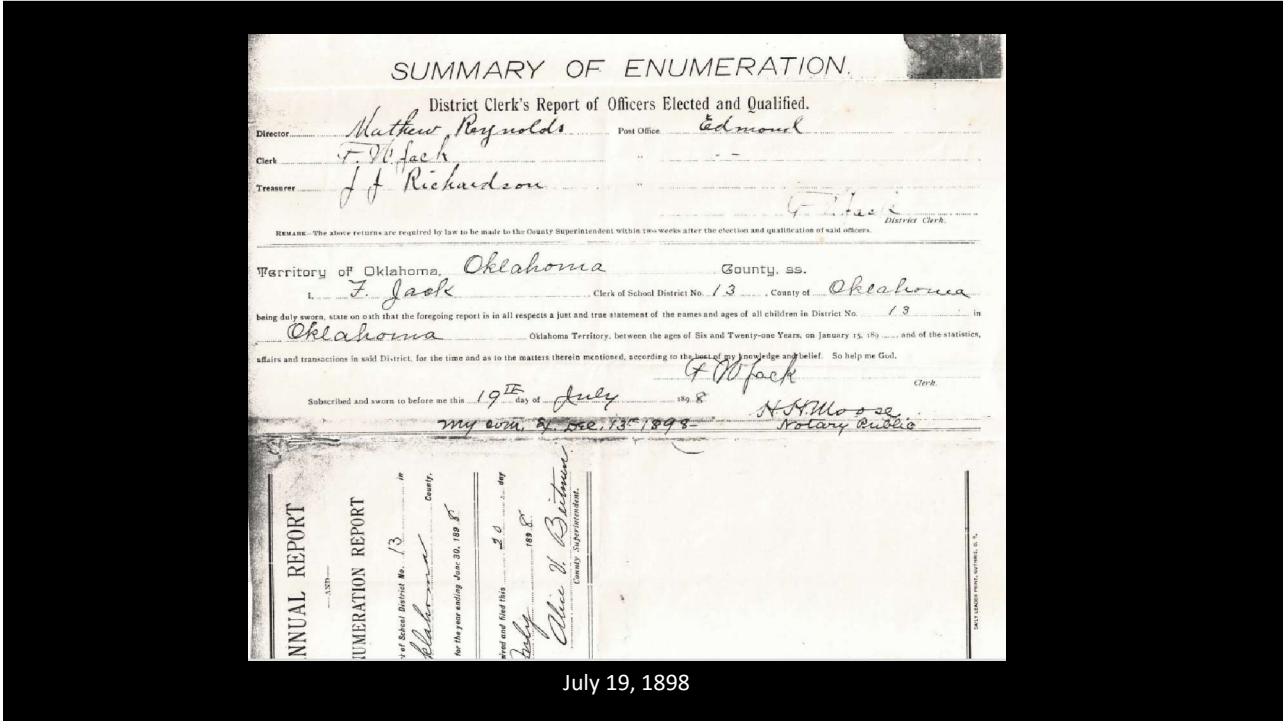 SUMMARY OF ENUMERATION.
District Clerk's Report of Officers Elected and Qualified.
Director Mathew Reynolds Post Office Edmond
Clerk F. W. Jack " - -
Treasurer J J Richardson "
Jack
District Clerk.
REMARK—The above returns are required by law to be made to the County Superintendent within two weeks after the election and qualification of said officers.
Territory of Oklahoma, Oklahoma County, ss.
I, F. Jack, Clerk of School District No. 13, County of Oklahoma
being duly sworn, state on oath that the foregoing report is in all respects a just and true statement of the names and ages of all children in District No. 13 in
Oklahoma Oklahoma Territory, between the ages of Six and Twenty-one Years, on January 15, 189 and of the statistics,
affairs and transactions in said District, for the time and as to the matters therein mentioned, according to the best of my knowledge and belief. So help me God.
F W Jack
Clerk.
Subscribed and sworn to before me this 19TH day of July 1898
H. H. Moose
my com. Dec. 13th 1898— Notary Public
NNUAL REPORT
—AND—
UMERATION REPORT
t of School District No. 13 in
klahoma County.
for the year ending June 30, 1898
eived and filed this 20 day
July 1898
Alice V.
County Superintendent.
DAILY LEADER PRINT, GUTHRIE, O. T.
July 19, 1898